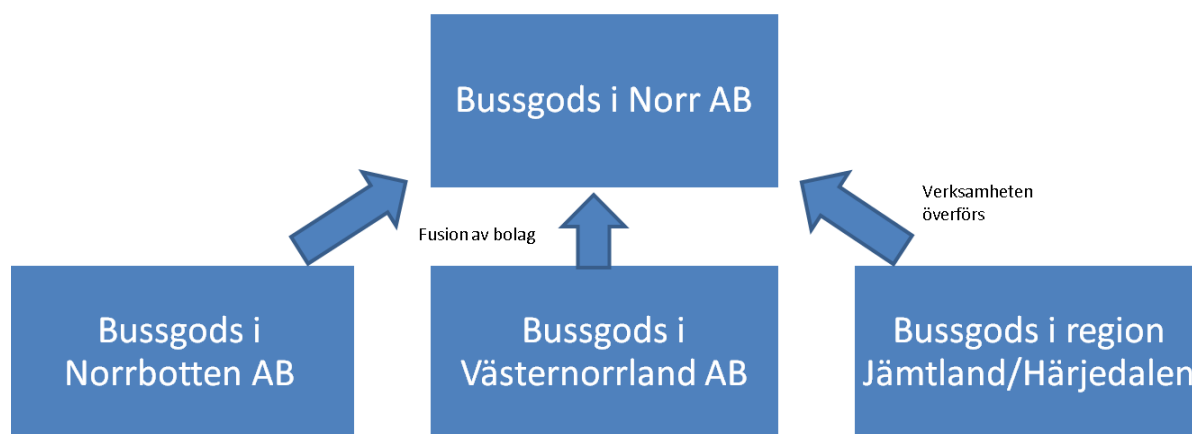 Bussgods i Norr AB
Verksamheten
överförs
Fusion av bolag
Bussgods i
Norrbotten AB
Bussgods i
Västernorrland AB
Bussgods i region
Jämtland/Härjedalen